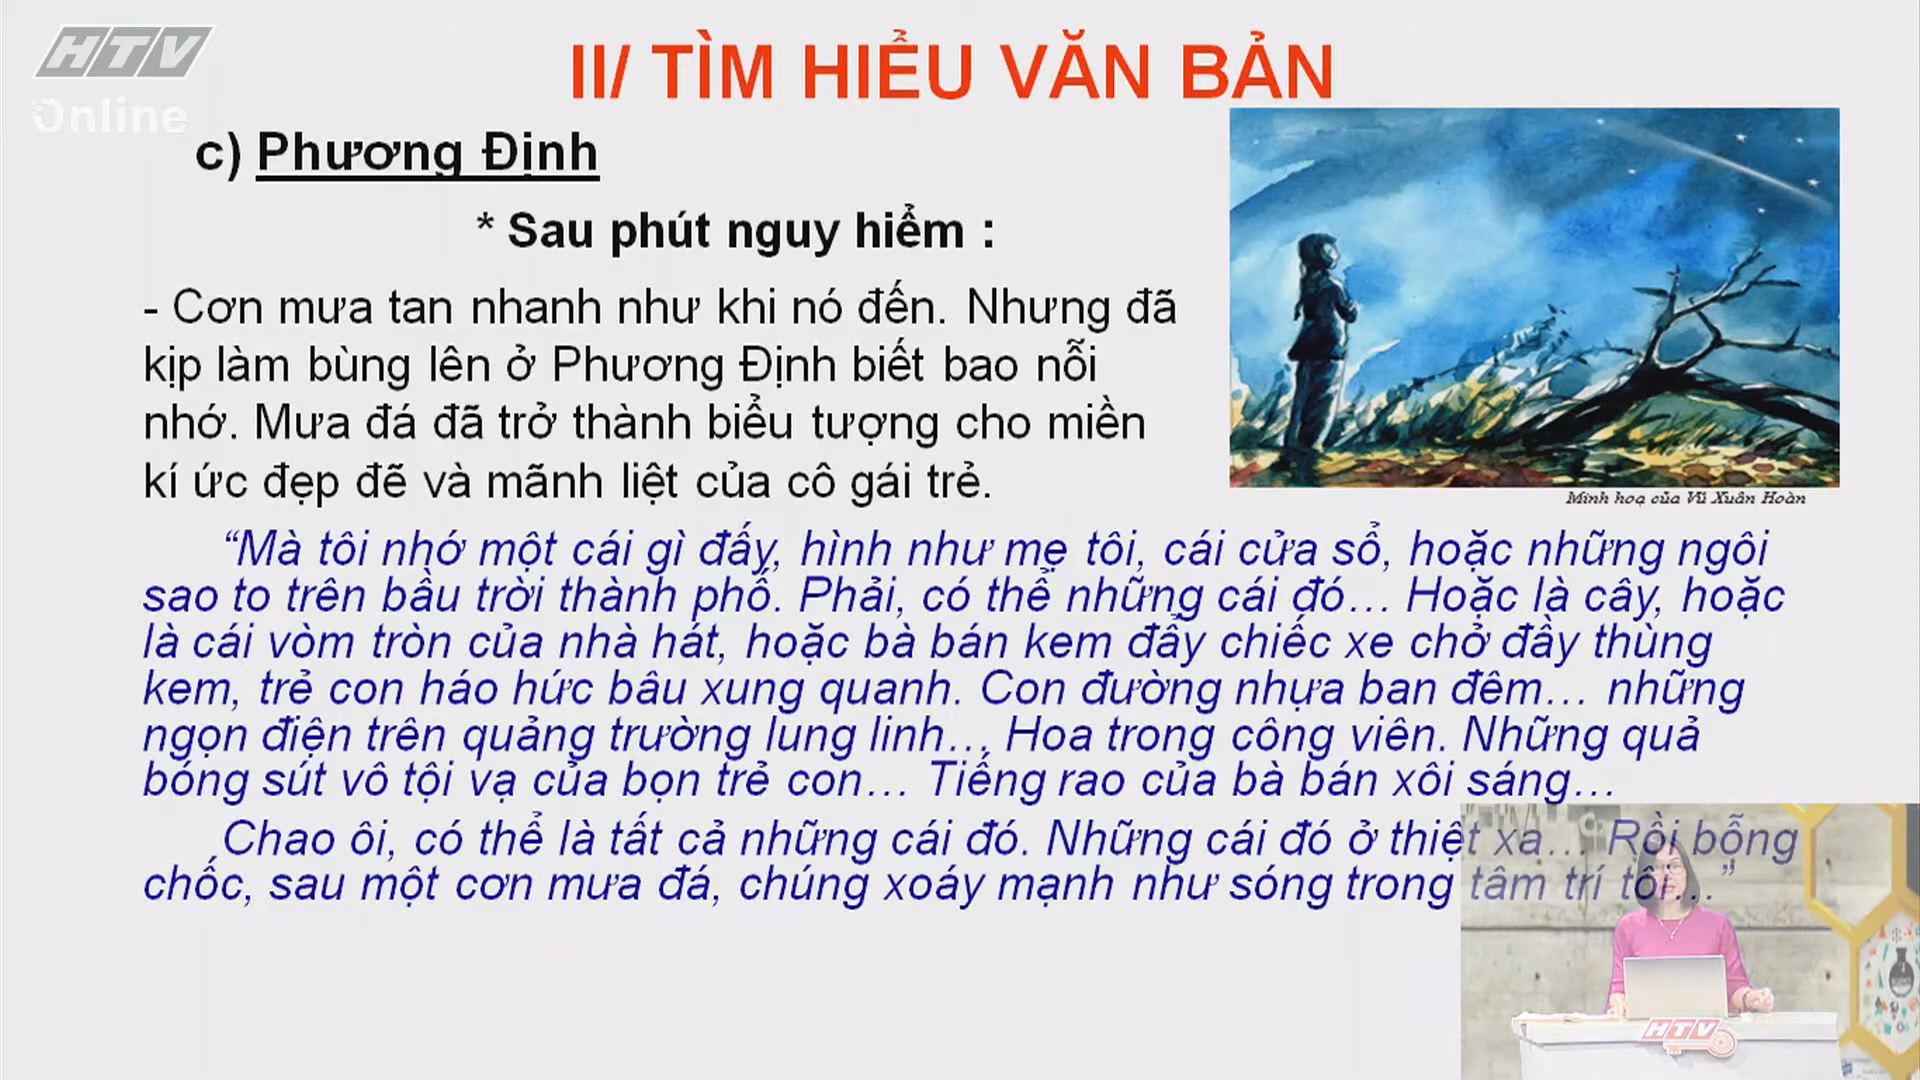 HTV
Online
II/ TÌM HIỂU VĂN BẢN
c) Phương Định
* Sau phút nguy hiểm :
- Cơn mưa tan nhanh như khi nó đến. Nhưng đã
kịp làm bùng lên ở Phương Định biết bao nỗi
nhớ. Mưa đá đã trở thành biểu tượng cho miền
kí ức đẹp đẽ và mãnh liệt của cô gái trẻ.
Minh hoạ của Vũ Xuân Hoàn
“Mà tôi nhớ một cái gì đấy, hình như mẹ tôi, cái cửa sổ, hoặc những ngôi
sao to trên bầu trời thành phố. Phải, có thể những cái đó... Hoặc là cây, hoặc
là cái vòm tròn của nhà hát, hoặc bà bán kem đẩy chiếc xe chở đầy thùng
kem, trẻ con háo hức bâu xung quanh. Con đường nhựa ban đêm... những
ngọn điện trên quảng trường lung linh... Hoa trong công viên. Những quả
bóng sút vô tội vạ của bọn trẻ con... Tiếng rao của bà bán xôi sáng...
Chao ôi, có thể là tất cả những cái đó. Những cái đó ở thiệt xa... Rồi bỗng
chốc, sau một cơn mưa đá, chúng xoáy mạnh như sóng trong tâm trí tôi...”
HTV